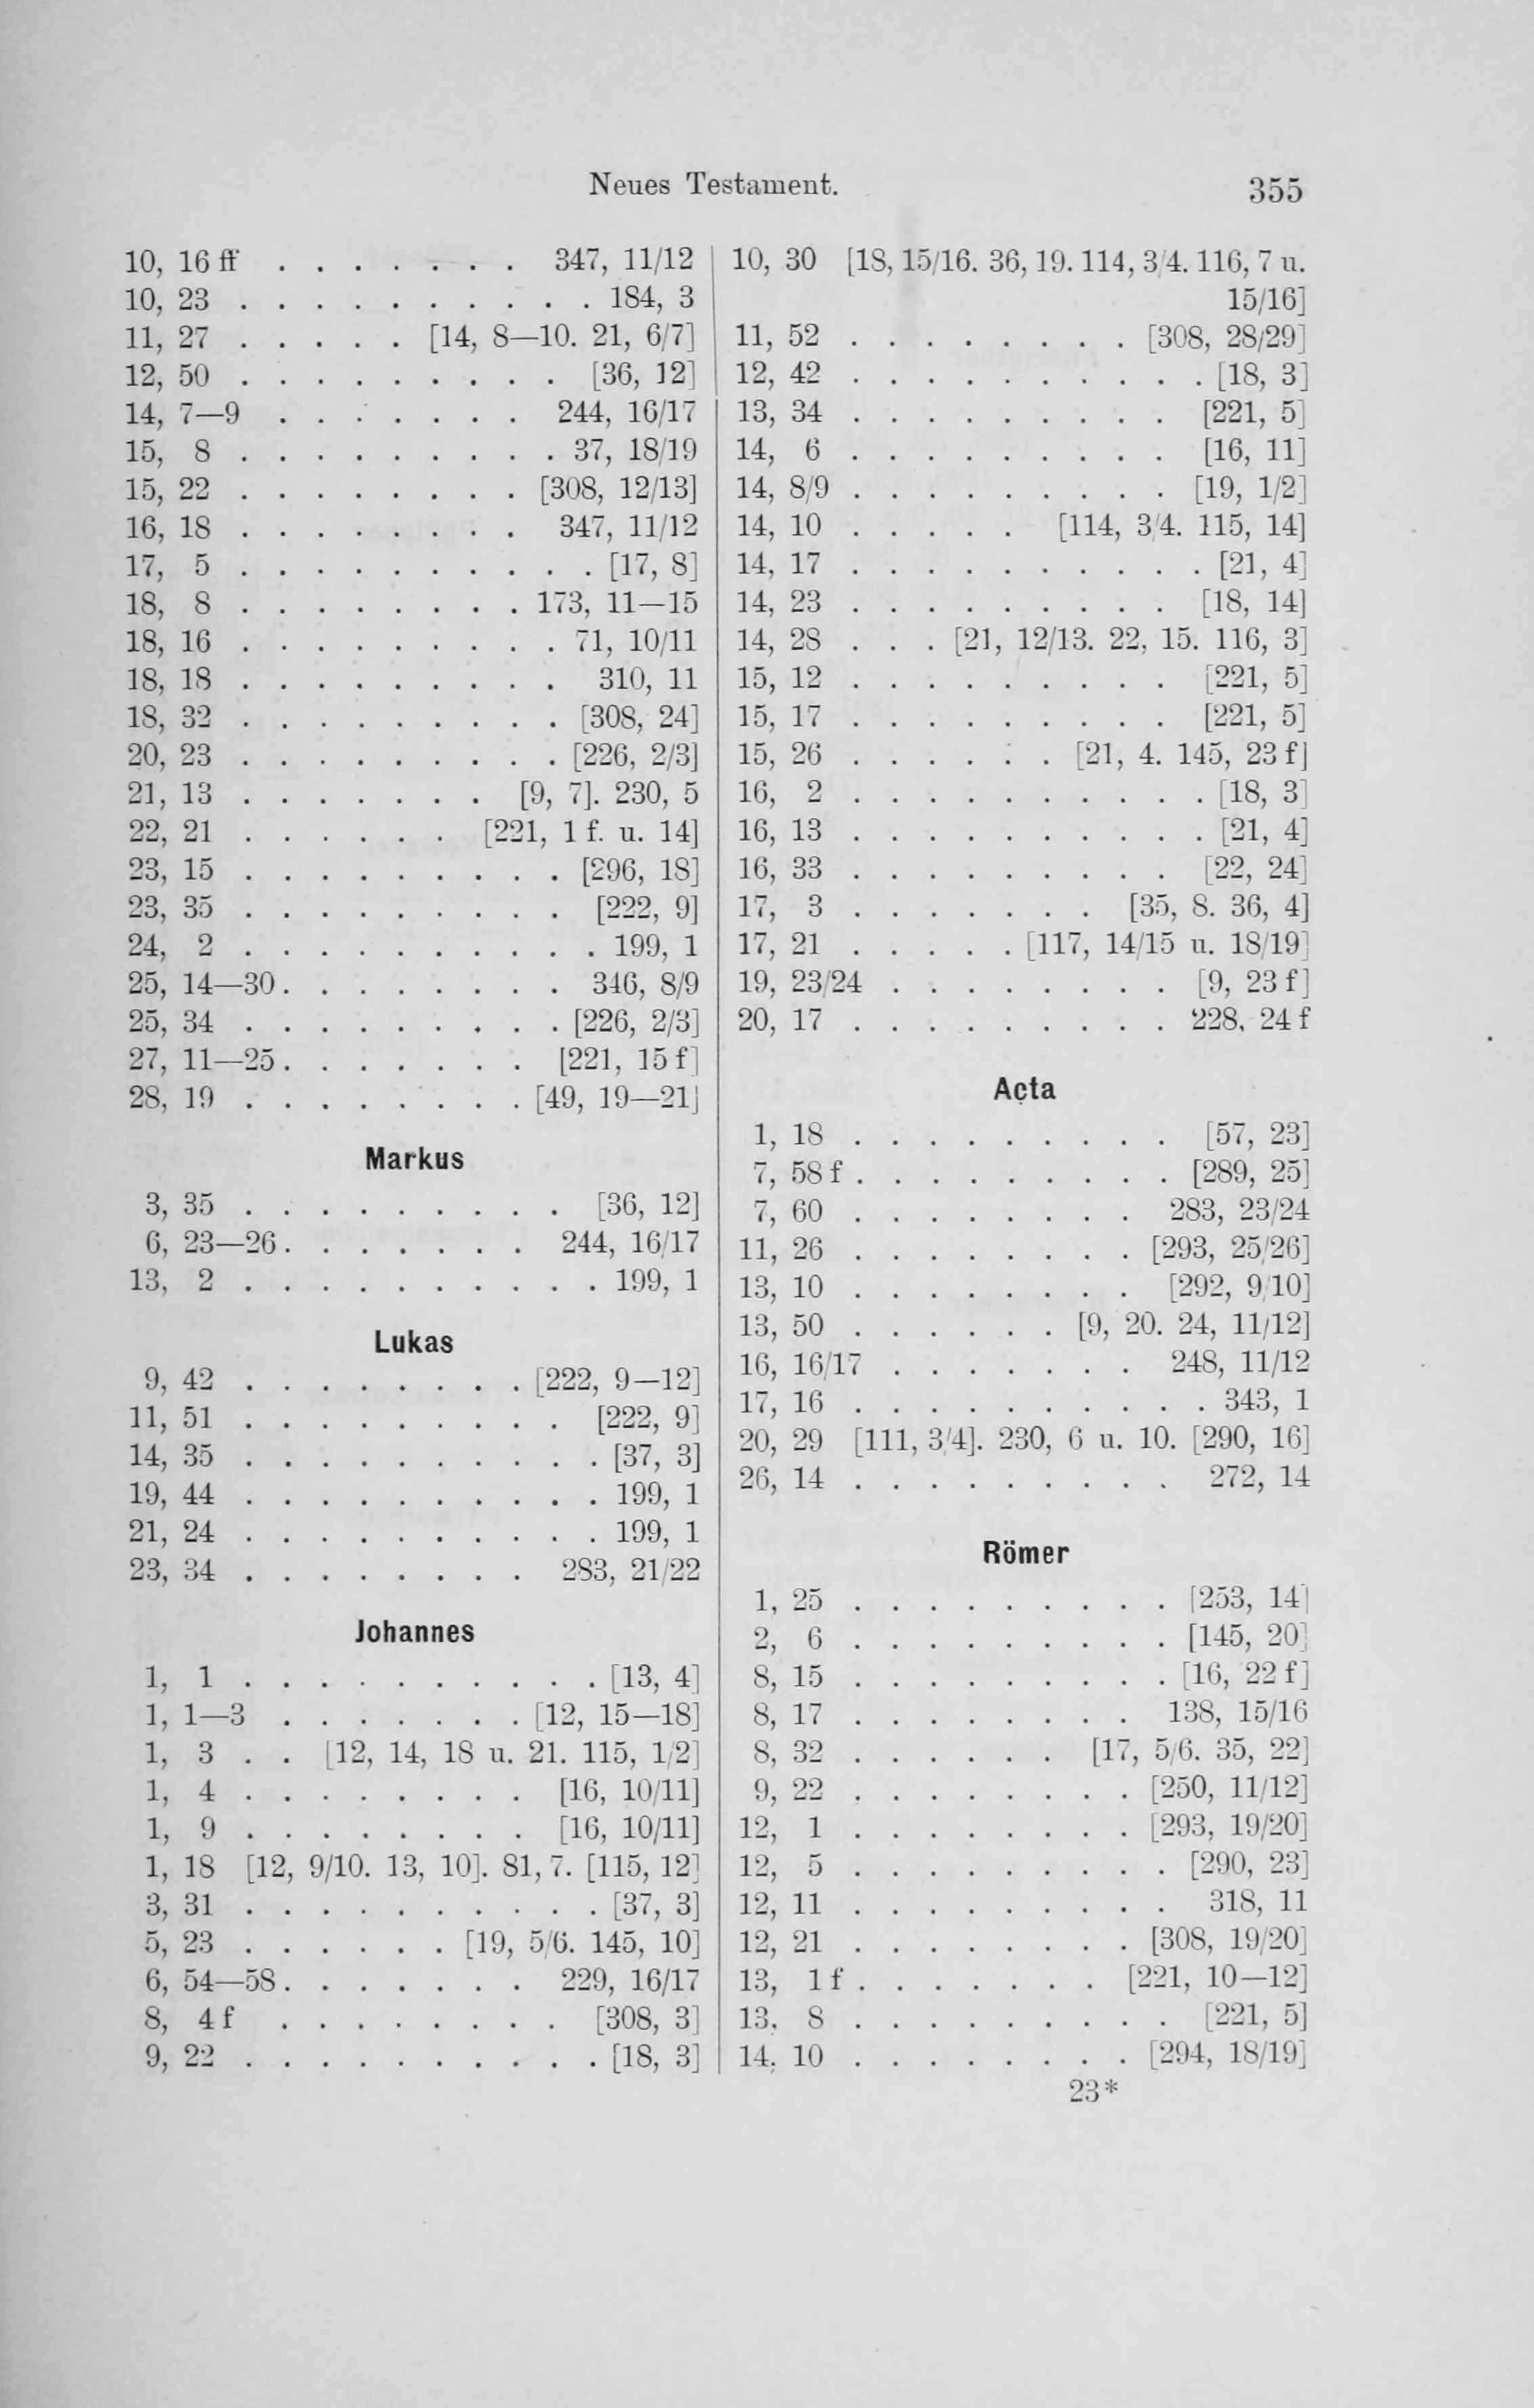 Neues Testament. 355
10, 16 ff . . . . . . . 347, 11/12
10, 23 . . . . . . . . . . 184, 3
11, 27 . . . . . [14, 8—10. 21, 6/7]
12, 50 . . . . . . . . . [36, 12]
14, 7—9 . . . . . . . 244, 16/17
15, 8 . . . . . . . . . 37, 18/19
15, 22 . . . . . . . . [308, 12/13]
16, 18 . . . . . . . . 347, 11/12
17, 5 . . . . . . . . . . [17, 8]
18, 8 . . . . . . . . 173, 11—15
18, 16 . . . . . . . . . 71, 10/11
18, 18 . . . . . . . . . 310, 11
18, 32 . . . . . . . . . [308, 24]
20, 23 . . . . . . . . . [226, 2/3]
21, 13 . . . . . . . [9, 7]. 230, 5
22, 21 . . . . . . [221, 1 f. u. 14]
23, 15 . . . . . . . . . [296, 18]
23, 35 . . . . . . . . . [222, 9]
24, 2 . . . . . . . . . . 199, 1
25, 14—30. . . . . . . . 346, 8/9
25, 34 . . . . . . . . . [226, 2/3]
27, 11—25. . . . . . . [221, 15 f]
28, 19 . . . . . . . . [49, 19—21]
Markus
3, 35 . . . . . . . . . [36, 12]
6, 23—26. . . . . . . 244, 16/17
13, 2 . . . . . . . . . . 199, 1
Lukas
9, 42 . . . . . . . . [222, 9—12]
11, 51 . . . . . . . . . [222, 9]
14, 35 . . . . . . . . . . [37, 3]
19, 44 . . . . . . . . . . 199, 1
21, 24 . . . . . . . . . . 199, 1
23, 34 . . . . . . . . 283, 21/22
Johannes
1, 1 . . . . . . . . . . [13, 4]
1, 1—3 . . . . . . . [12, 15—18]
1, 3 . . [12, 14, 18 u. 21. 115, 1/2]
1, 4 . . . . . . . . [16, 10/11]
1, 9 . . . . . . . . [16, 10/11]
1, 18 [12, 9/10. 13, 10]. 81, 7. [115, 12]
3, 31 . . . . . . . . . . [37, 3]
5, 23 . . . . . . [19, 5/6. 145, 10]
6, 54—58. . . . . . . 229, 16/17
8, 4 f . . . . . . . . [308, 3]
9, 22 . . . . . . . . . . [18, 3]
10, 30 [18, 15/16. 36, 19. 114, 3/4. 116, 7 u.
15/16]
11, 52 . . . . . . . . [308, 28/29]
12, 42 . . . . . . . . . . [18, 3]
13, 34 . . . . . . . . . [221, 5]
14, 6 . . . . . . . . . [16, 11]
14, 8/9 . . . . . . . . . [19, 1/2]
14, 10 . . . . . [114, 3/4. 115, 14]
14, 17 . . . . . . . . . . [21, 4]
14, 23 . . . . . . . . . [18, 14]
14, 28 . . . [21, 12/13. 22, 15. 116, 3]
15, 12 . . . . . . . . . [221, 5]
15, 17 . . . . . . . . . [221, 5]
15, 26 . . . . . . [21, 4. 145, 23 f]
16, 2 . . . . . . . . . . [18, 3]
16, 13 . . . . . . . . . . [21, 4]
16, 33 . . . . . . . . . [22, 24]
17, 3 . . . . . . . [35, 8. 36, 4]
17, 21 . . . . . [117, 14/15 u. 18/19]
19, 23/24 . . . . . . . . [9, 23 f]
20, 17 . . . . . . . . . 228, 24 f
Acta
1, 18 . . . . . . . . . [57, 23]
7, 58 f . . . . . . . . . [289, 25]
7, 60 . . . . . . . . 283, 23/24
11, 26 . . . . . . . . [293, 25/26]
13, 10 . . . . . . . . [292, 9/10]
13, 50 . . . . . . [9, 20. 24, 11/12]
16, 16/17 . . . . . . . 248, 11/12
17, 16 . . . . . . . . . . 343, 1
20, 29 [111, 3/4]. 230, 6 u. 10. [290, 16]
26, 14 . . . . . . . . . 272, 14
Römer
1, 25 . . . . . . . . . [253, 14]
2, 6 . . . . . . . . . [145, 20]
8, 15 . . . . . . . . . [16, 22 f]
8, 17 . . . . . . . . 138, 15/16
8, 32 . . . . . . [17, 5/6. 35, 22]
9, 22 . . . . . . . . [250, 11/12]
12, 1 . . . . . . . . [293, 19/20]
12, 5 . . . . . . . . . [290, 23]
12, 11 . . . . . . . . . 318, 11
12, 21 . . . . . . . . [308, 19/20]
13, 1 f . . . . . . . [221, 10—12]
13, 8 . . . . . . . . . [221, 5]
14, 10 . . . . . . . . [294, 18/19]
23*